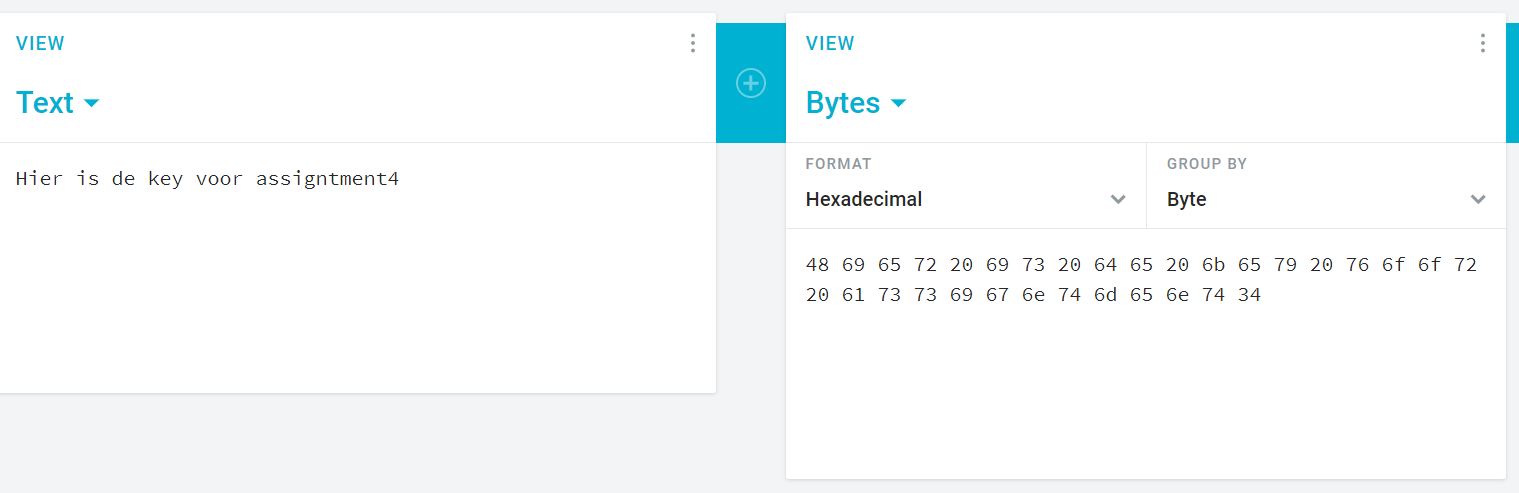 VIEW
Text
Hier is de key voor assigntment4
VIEW
Bytes
FORMAT
Hexadecimal
GROUP BY
Byte
48 69 65 72 20 69 73 20 64 65 20 6b 65 79 20 76 6f 6f 72
20 61 73 73 69 67 6e 74 6d 65 6e 74 34